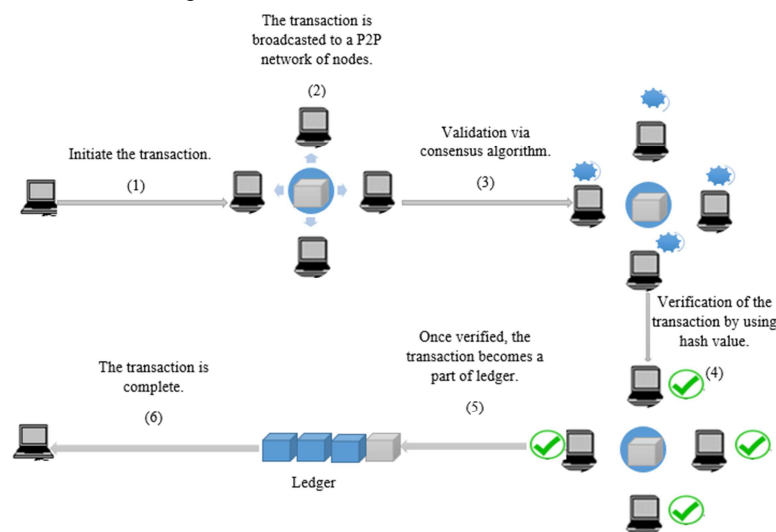 The transaction is
broadcasted to a P2P
network of nodes.
(2)
Initiate the transaction.
(1)
Validation via
consensus algorithm.
(3)
Verification of the
transaction by using
hash value.
(4)
Once verified, the
transaction becomes a
part of ledger.
(5)
The transaction is
complete.
(6)
Ledger